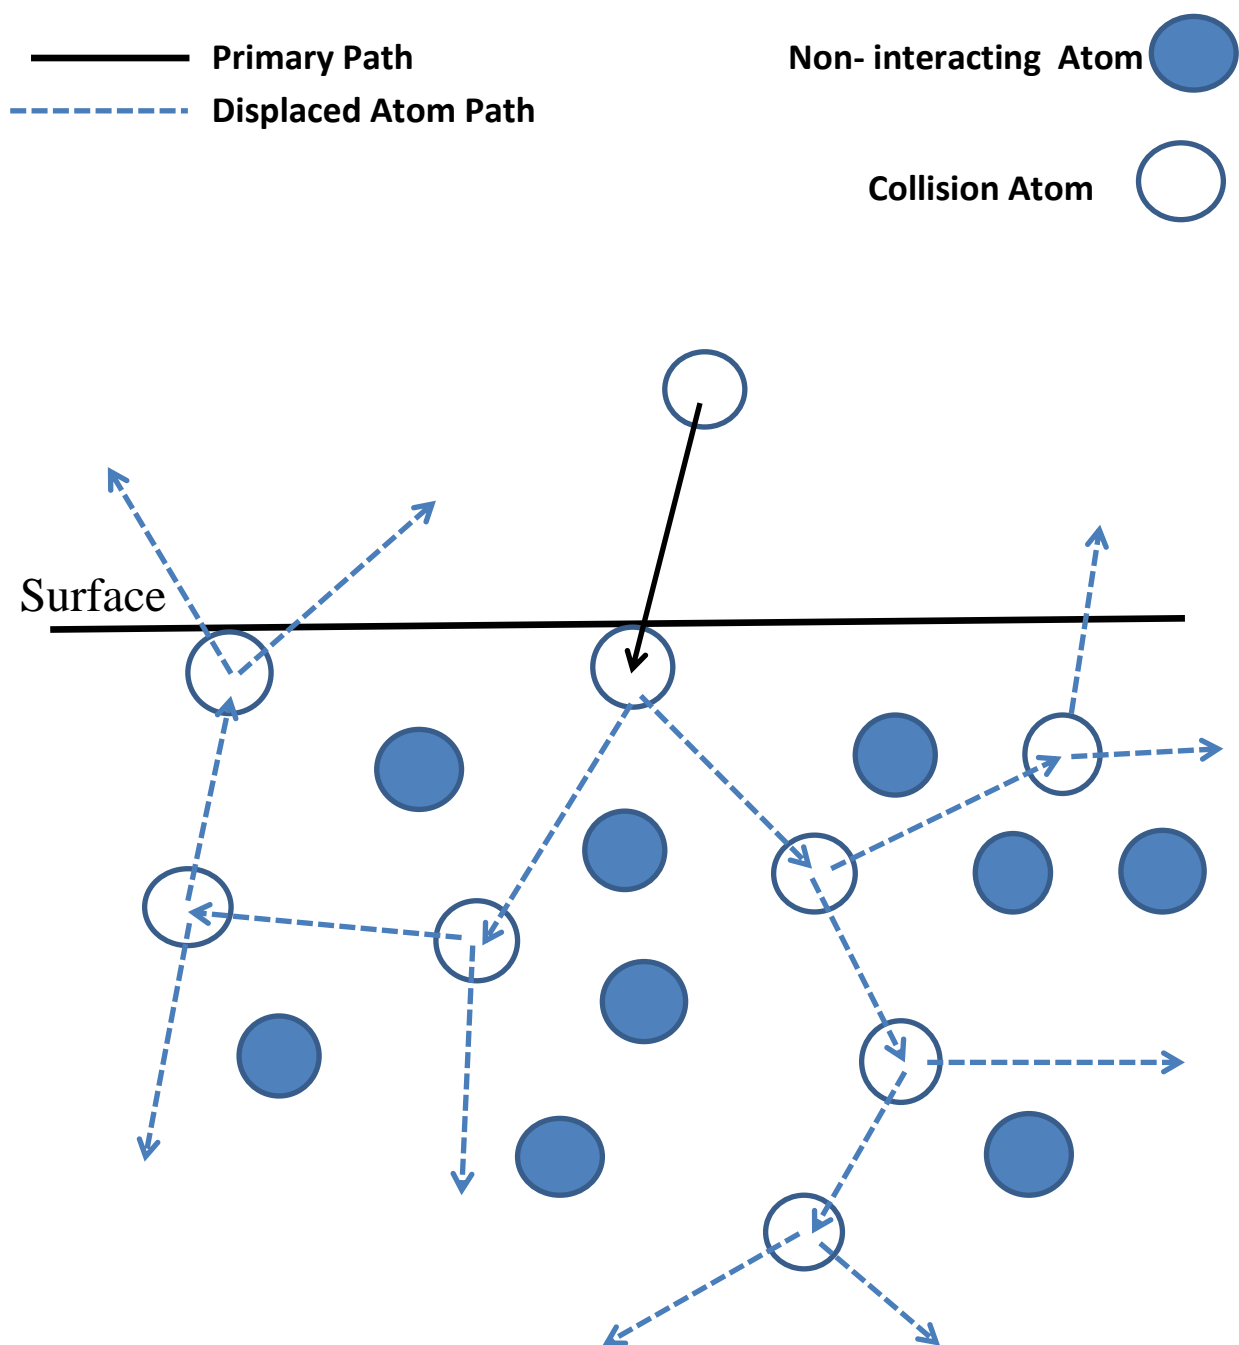 Primary Path
Non- interacting Atom
Displaced Atom Path
Collision Atom
Surface